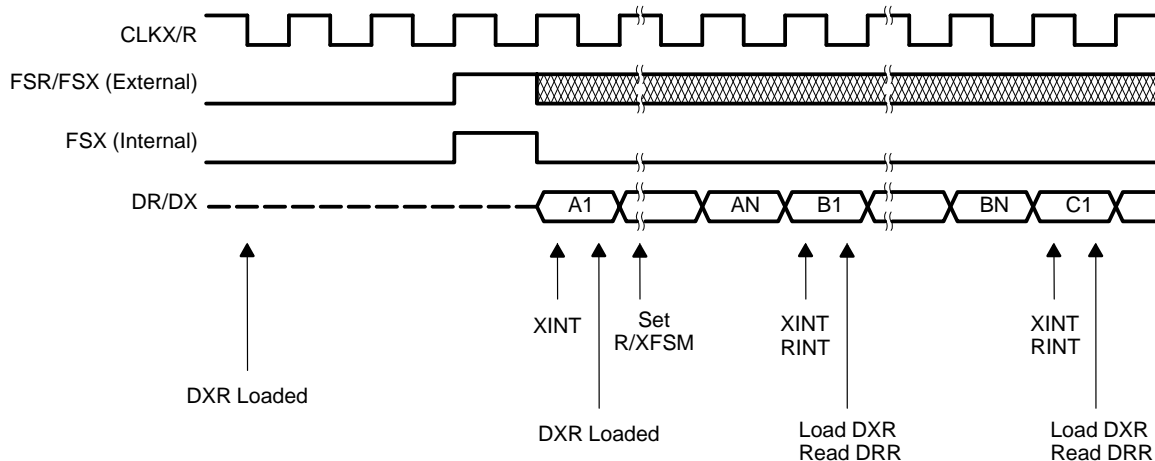 CLKX/R
FSR/FSX (External)
FSX (Internal)
DR/DX
A1
AN
B1
BN
C1
XINT
Set
R/XFSM
XINT
RINT
XINT
RINT
DXR Loaded
DXR Loaded
Load DXR
Read DRR
Load DXR
Read DRR